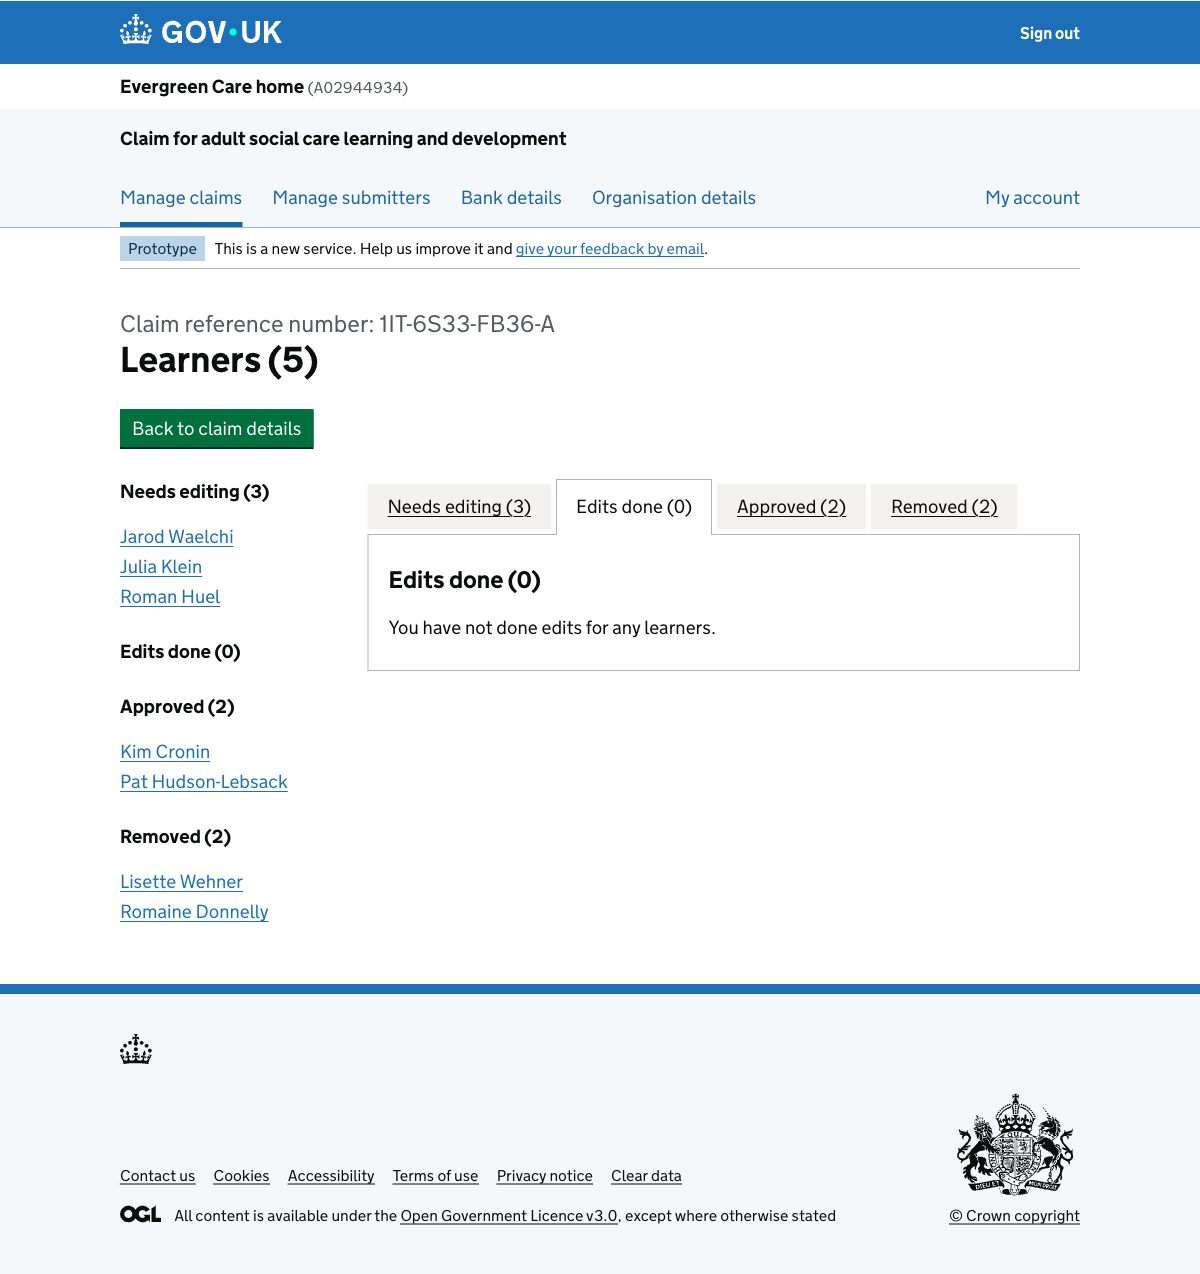 GOV·UK
Sign out
Evergreen Care home (A02944934)
Claim for adult social care learning and development
Manage claims Manage submitters Bank details Organisation details My account
Prototype This is a new service. Help us improve it and give your feedback by email.
Claim reference number: 1IT-6S33-FB36-A
Learners (5)
Back to claim details
Needs editing (3)
Jarod Waelchi
Julia Klein
Roman Huel
Edits done (0)
Approved (2)
Kim Cronin
Pat Hudson-Lebsack
Removed (2)
Lisette Wehner
Romaine Donnelly
Needs editing (3) Edits done (0) Approved (2) Removed (2)
Edits done (0)
You have not done edits for any learners.
Contact us Cookies Accessibility Terms of use Privacy notice Clear data
OGL All content is available under the Open Government Licence v3.0, except where otherwise stated
DIEU ET MON DROIT
© Crown copyright